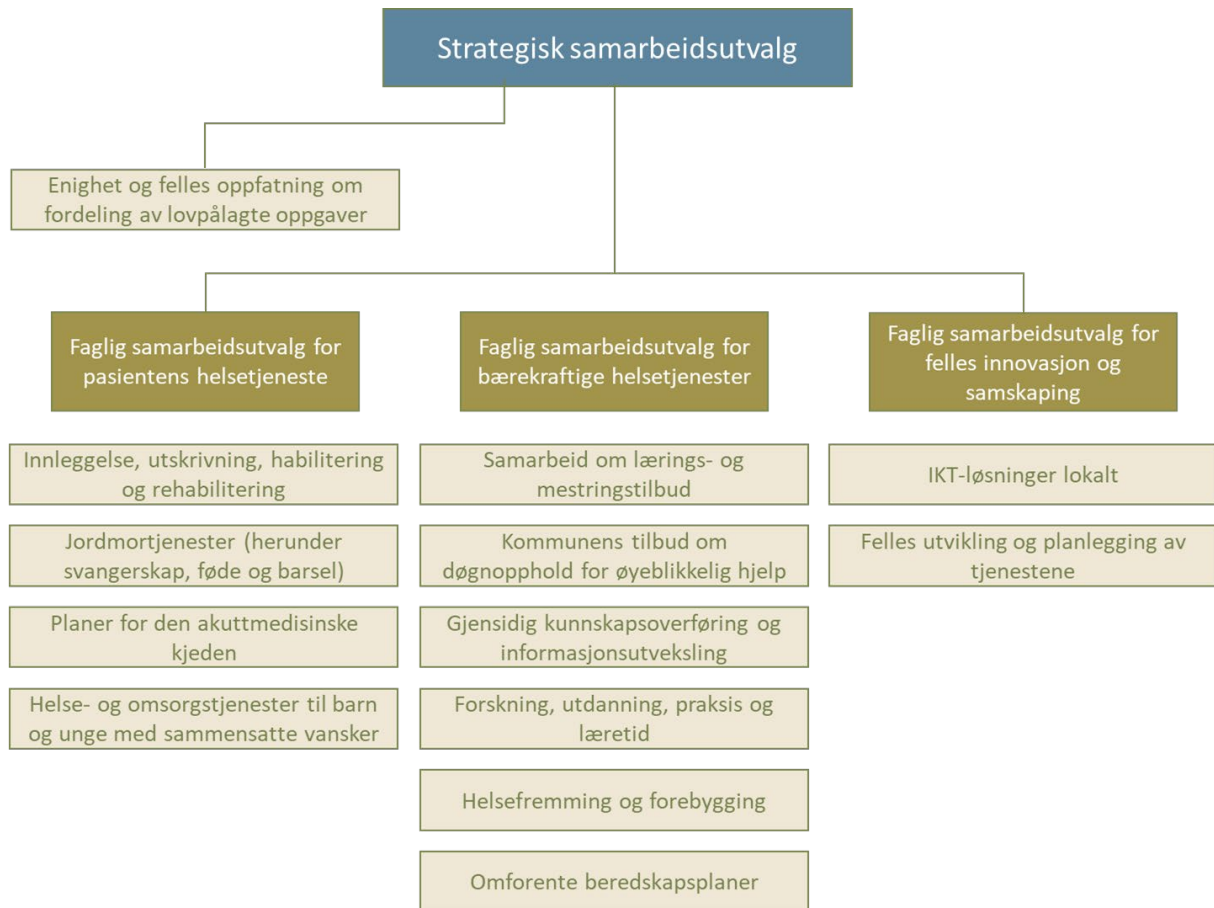 Strategisk samarbeidsutvalg
Enighet og felles oppfatning om
fordeling av lovpålagte oppgaver
Faglig samarbeidsutvalg for
pasientens helsetjeneste
Innleggelse, utskrivning, habilitering
og rehabilitering
Jordmortjenester (herunder
svangerskap, føde og barsel)
Planer for den akuttmedisinske
kjeden
Helse- og omsorgstjenester til barn
og unge med sammensatte vansker
Faglig samarbeidsutvalg for
bærekraftige helsetjenester
Samarbeid om lærings- og
mestringstilbud
Kommunens tilbud om
døgnopphold for øyeblikkelig hjelp
Gjensidig kunnskapsoverføring og
informasjonsutveksling
Forskning, utdanning, praksis og
læretid
Helsefremming og forebygging
Omforente beredskapsplaner
Faglig samarbeidsutvalg for
felles innovasjon og
samskaping
IKT-løsninger lokalt
Felles utvikling og planlegging av
tjenestene